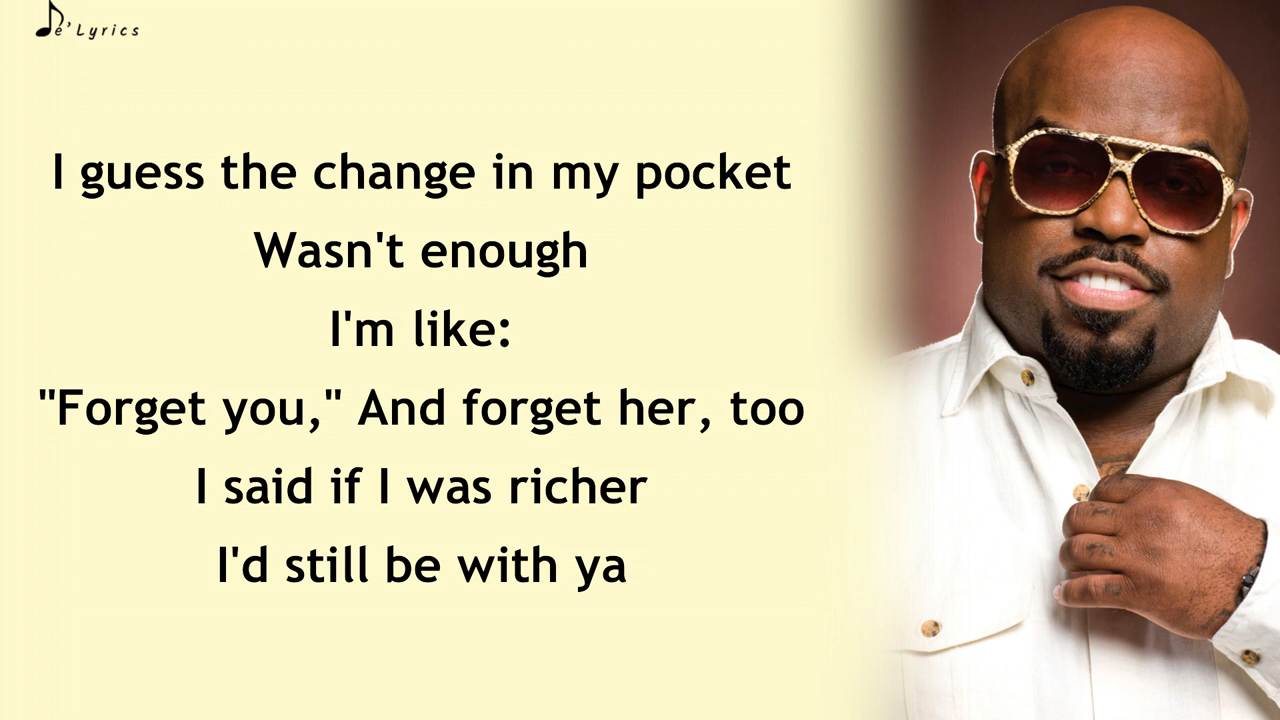 De'Lyrics
I guess the change in my pocket
Wasn't enough
I'm like:
"Forget you," And forget her, too
I said if I was richer
I'd still be with ya